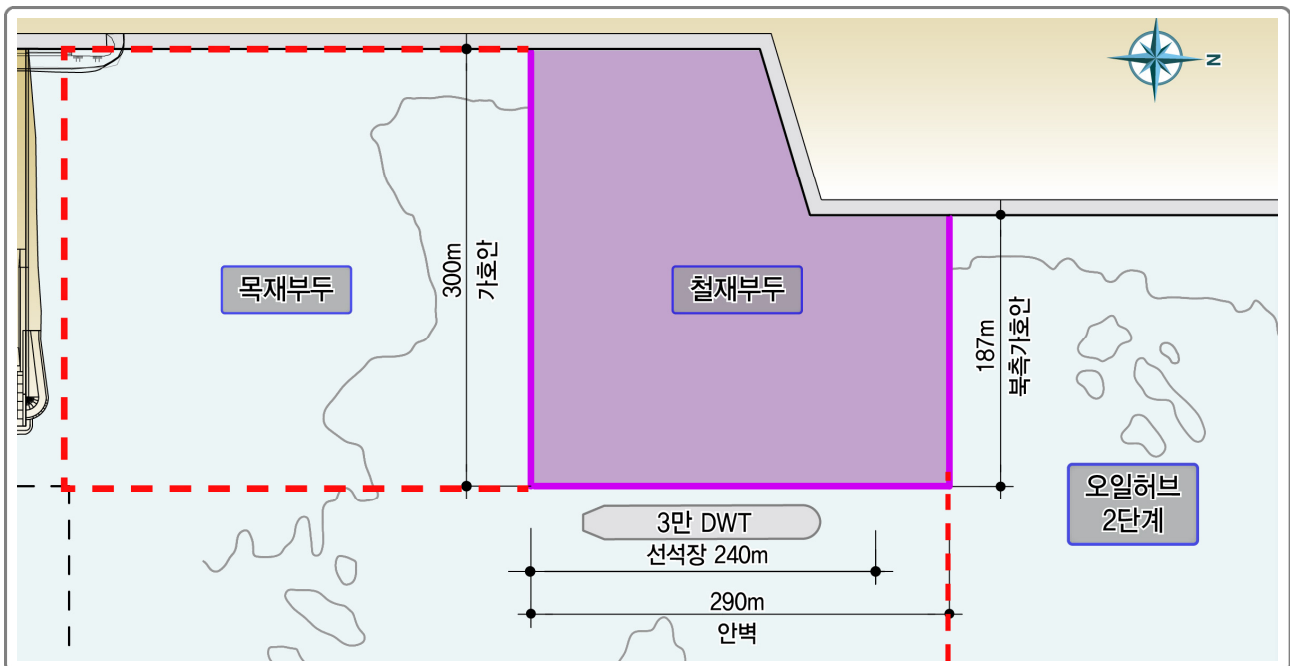 N
목재부두
300m
가호안
철재부두
187m
북측가호안
오일허브
2단계
3만 DWT
선석장 240m
290m
안벽